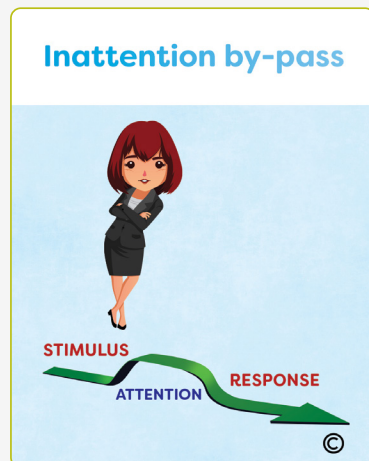 Inattention by-pass
STIMULUS
ATTENTION
RESPONSE
©